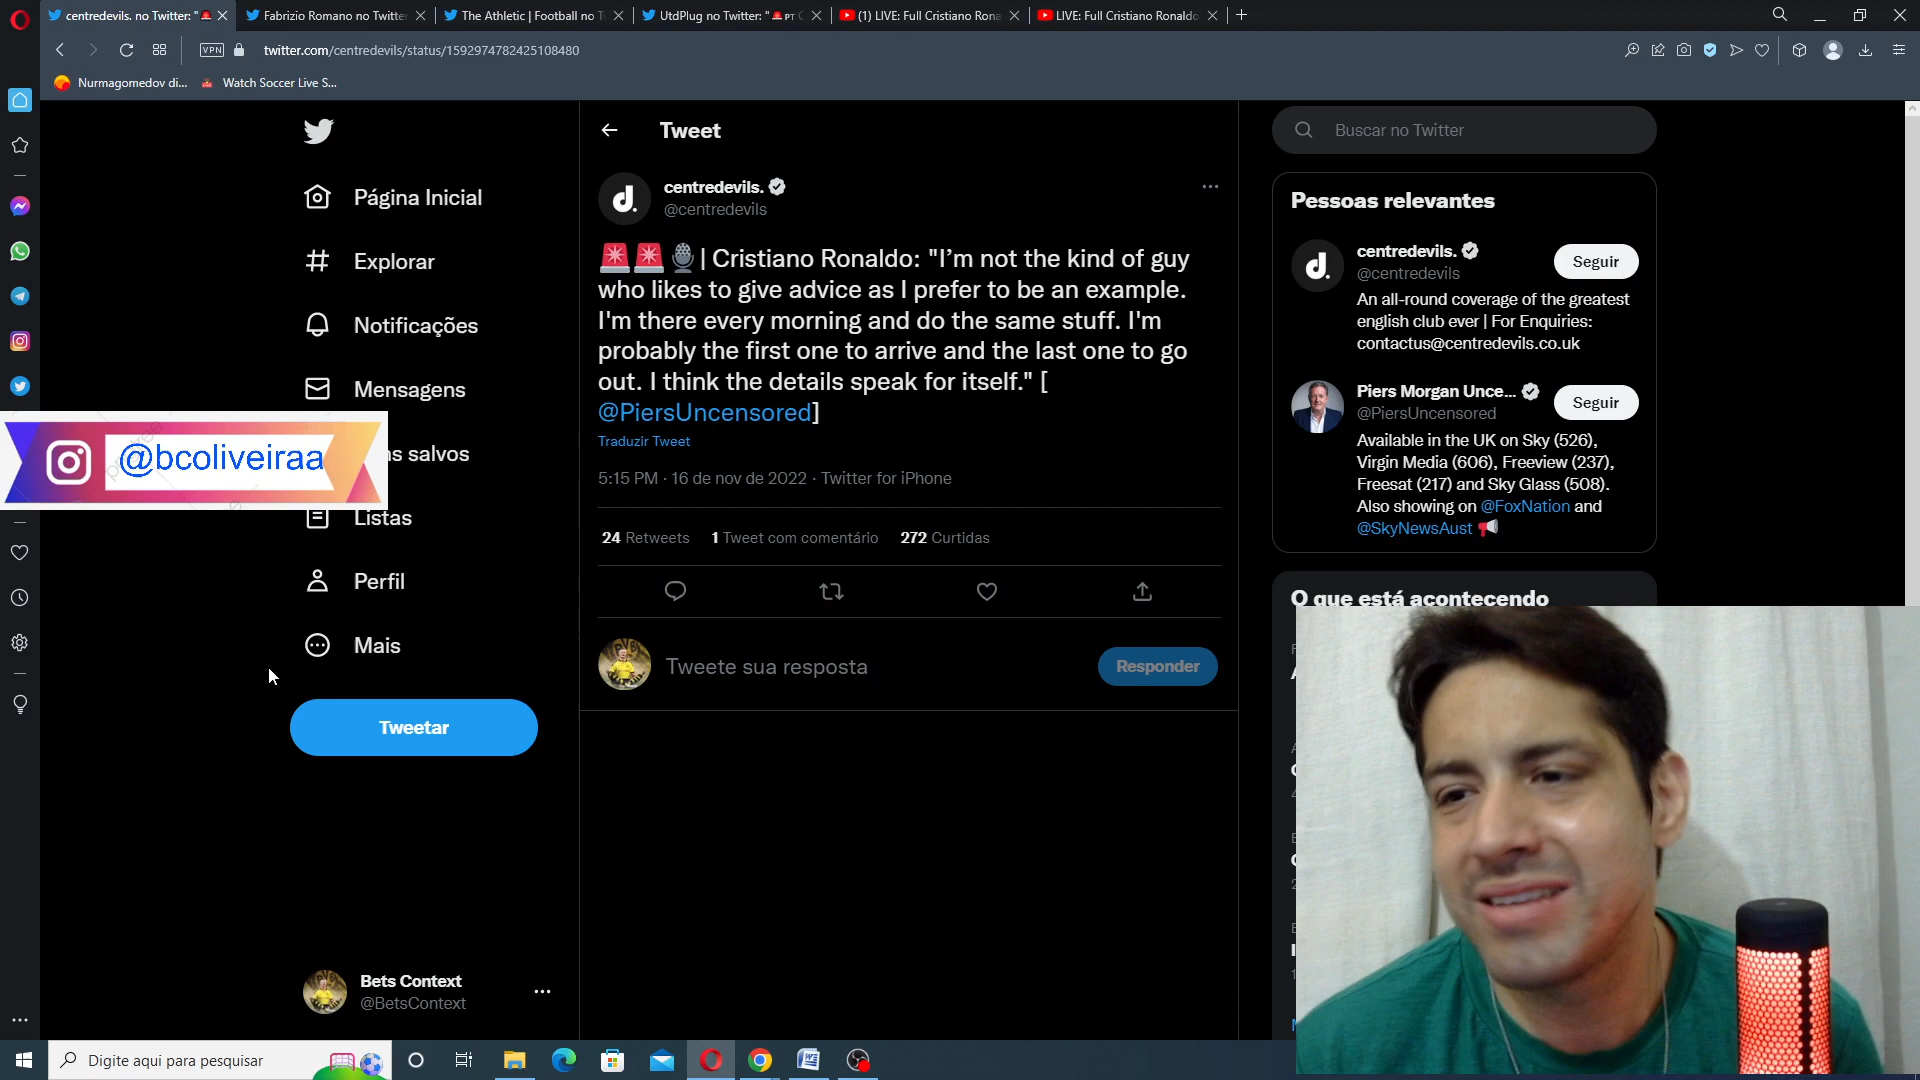 centredevils. no Twitter: "
Fabrizio Romano no Twitte
The Athletic | Football no T
UtdPlug no Twitter: "
PT
(1) LIVE: Full Cristiano Rona
LIVE: Full Cristiano Ronaldo
VPN
twitter.com/centredevils/status/1592974782425108480
Nurmagomedov di...
Watch Soccer Live S...
Página Inicial
Explorar
Notificações
Mensagens
ns salvos
Listas
Perfil
Mais
Tweetar
@bcoliveiraa
Bets Context
@BetsContext
Tweet
centredevils.
@centredevils
🚨🚨🎙| Cristiano Ronaldo: "I'm not the kind of guy
who likes to give advice as I prefer to be an example.
I'm there every morning and do the same stuff. I'm
probably the first one to arrive and the last one to go
out. I think the details speak for itself." [
@PiersUncensored]
Traduzir Tweet
5:15 PM · 16 de nov de 2022 · Twitter for iPhone
24 Retweets 1 Tweet com comentário 272 Curtidas
Tweete sua resposta
Responder
Buscar no Twitter
Pessoas relevantes
centredevils.
@centredevils
Seguir
An all-round coverage of the greatest
english club ever | For Enquiries:
contactus@centredevils.co.uk
Piers Morgan Unce...
@PiersUncensored
Seguir
Available in the UK on Sky (526),
Virgin Media (606), Freeview (237),
Freesat (217) and Sky Glass (508).
Also showing on @FoxNation and
@SkyNewsAust
O que está acontecendo
Digite aqui para pesquisar